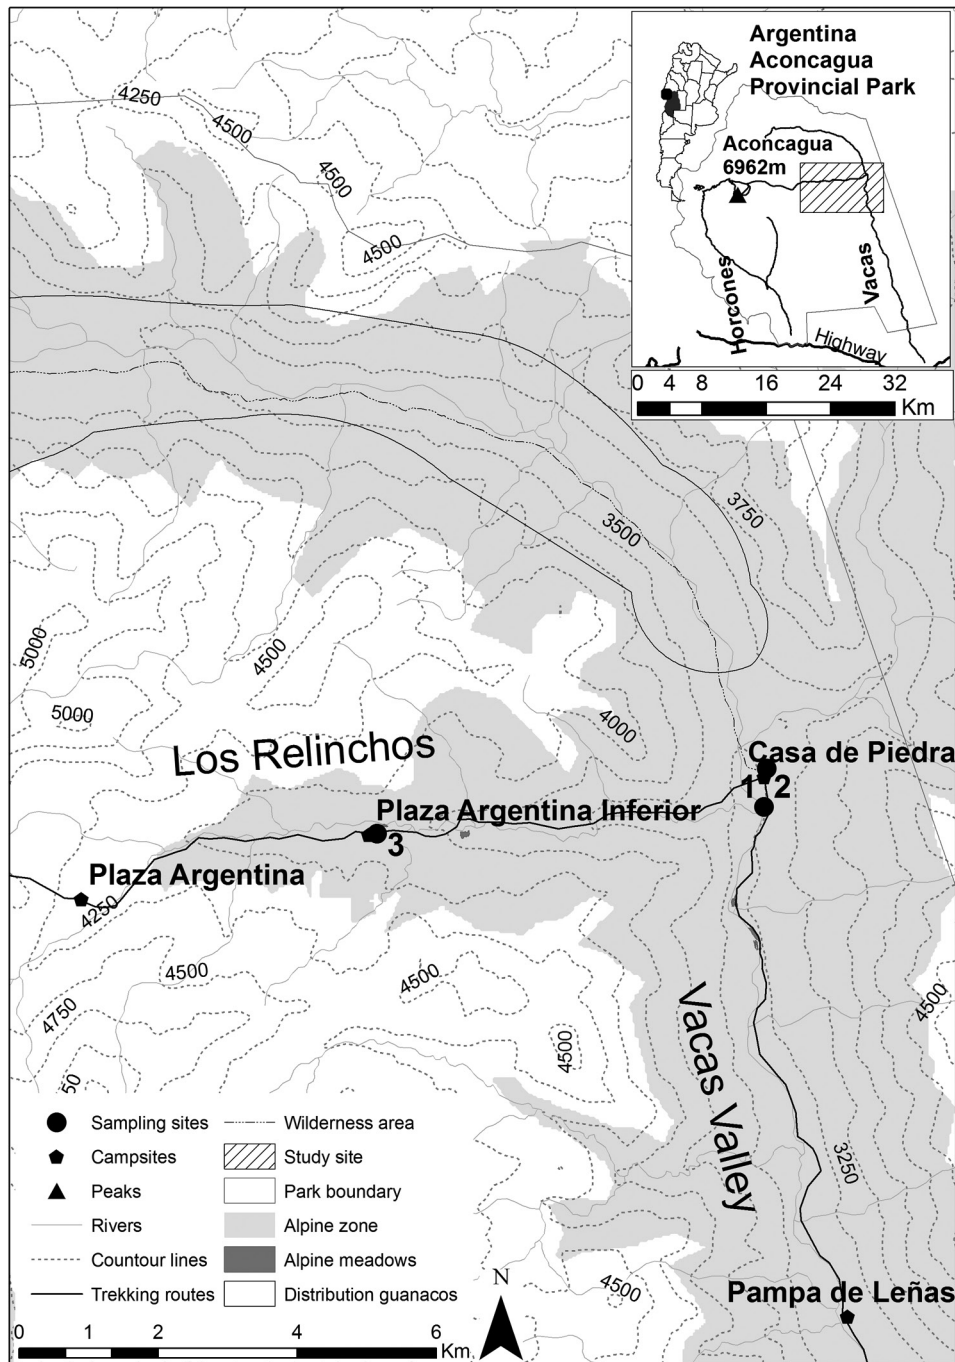 Argentina
Aconcagua
Provincial Park
Aconcagua
6962m
Horcones
Vacas
Highway
0 4 8 16 24 32
Km
4250
4500
4500
4500
3750
3500
5000
4500
5000
4000
Los Relinchos
Casa de Piedra
1 2
Plaza Argentina Inferior
3
Plaza Argentina
4250
4500
4500
4750
4500
4500
50
Vacas Valley
3250
4500
Pampa de Leñas
Sampling sites
Campsites
Peaks
Rivers
Countour lines
Trekking routes
Wilderness area
Study site
Park boundary
Alpine zone
Alpine meadows
Distribution guanacos
N
0 1 2 4 6
Km